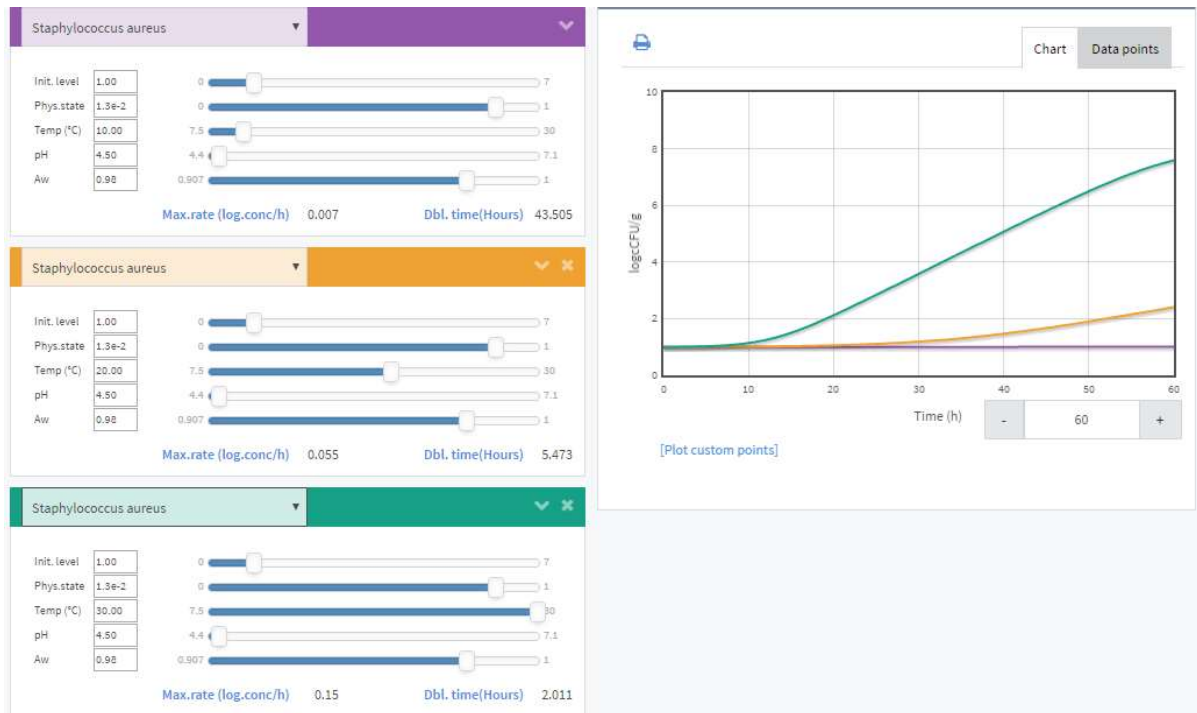 Staphylococcus aureus ▼
Init. level 1.00 0 7
Phys.state 1.3e-2 0 1
Temp (°C) 10.00 7.5 30
pH 4.50 4.4 7.1
Aw 0.98 0.907 1
Max.rate (log.conc/h) 0.007 Dbl. time(Hours) 43.505
Staphylococcus aureus ▼
Init. level 1.00 0 7
Phys.state 1.3e-2 0 1
Temp (°C) 20.00 7.5 30
pH 4.50 4.4 7.1
Aw 0.98 0.907 1
Max.rate (log.conc/h) 0.055 Dbl. time(Hours) 5.473
Staphylococcus aureus ▼
Init. level 1.00 0 7
Phys.state 1.3e-2 0 1
Temp (°C) 30.00 7.5 30
pH 4.50 4.4 7.1
Aw 0.98 0.907 1
Max.rate (log.conc/h) 0.15 Dbl. time(Hours) 2.011
Chart Data points
10
8
6
4
2
0
logcCFU/g
0 10 20 30 40 50 60
Time (h) - 60 +
[Plot custom points]